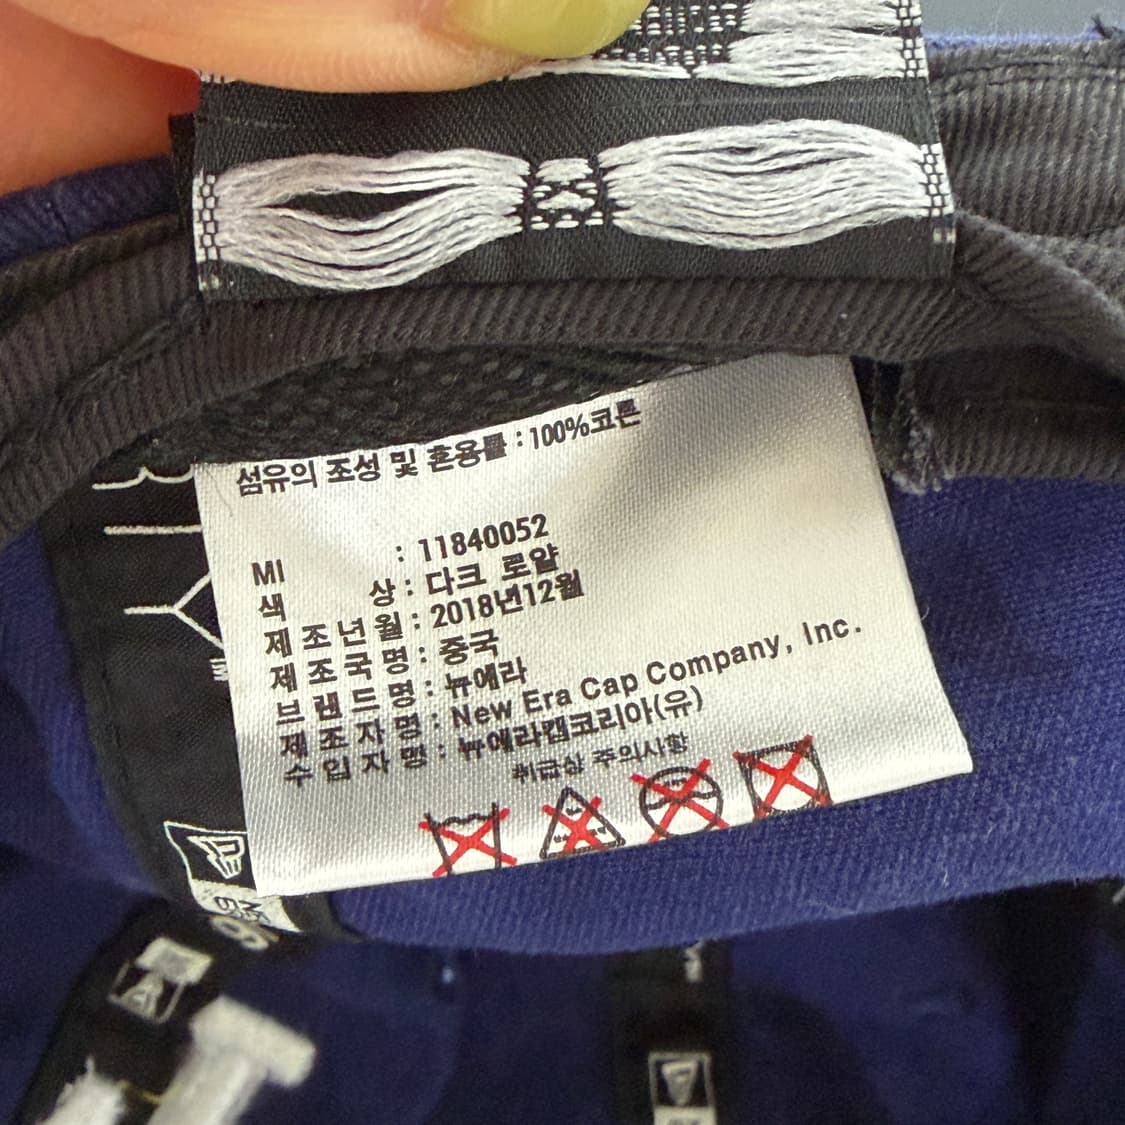 섬유의 조성 및 혼용률 : 100%코튼
MI : 11840052
색 상 : 다크 로얄
제 조 년 월 : 2018년12월
제 조 국 명 : 중국
브 랜 드 명 : 뉴에라
제 조 자 명 : New Era Cap Company, Inc.
수 입 자 명 : 뉴에라캡코리아(유)
취급상 주의사항